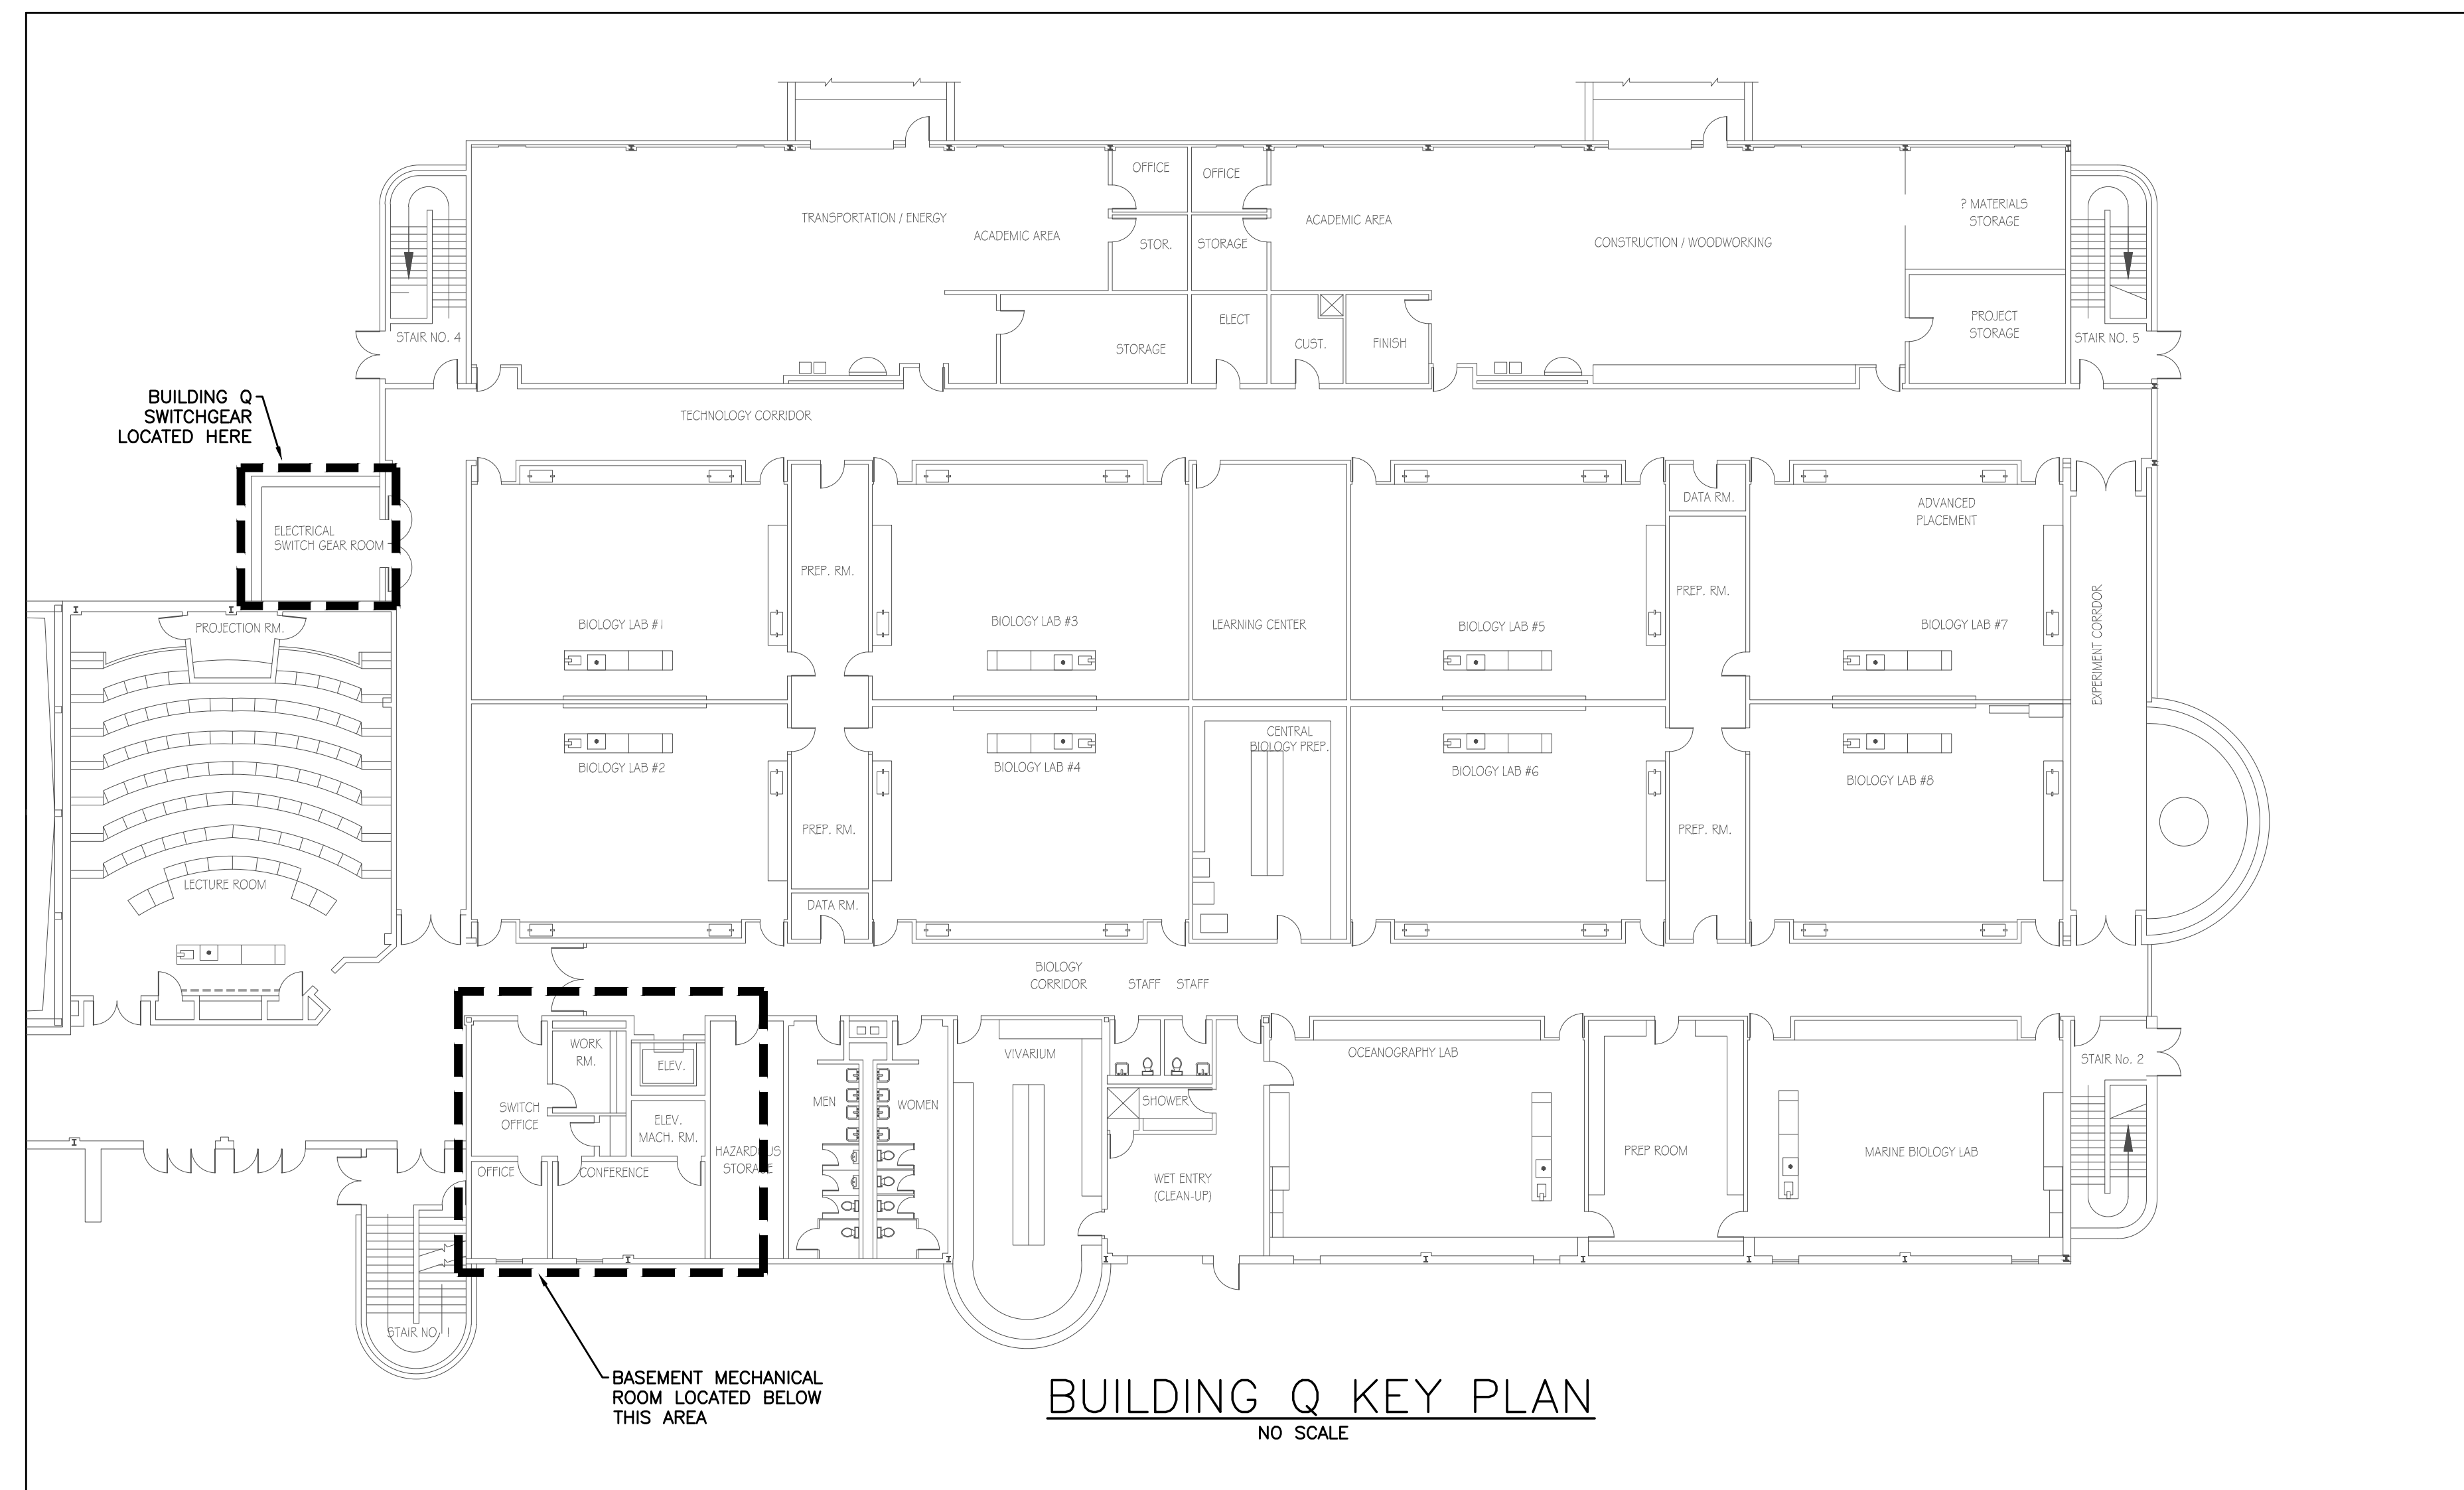 OFFICE
OFFICE
TRANSPORTATION / ENERGY
ACADEMIC AREA
STOR.
STORAGE
ACADEMIC AREA
CONSTRUCTION / WOODWORKING
? MATERIALS
STORAGE
STAIR NO. 4
STORAGE
ELECT
CUST.
FINISH
PROJECT
STORAGE
STAIR NO. 5
BUILDING Q
SWITCHGEAR
LOCATED HERE
TECHNOLOGY CORRIDOR
ELECTRICAL
SWITCH GEAR ROOM
DATA RM.
ADVANCED
PLACEMENT
PREP. RM.
PREP. RM.
PROJECTION RM.
BIOLOGY LAB #1
BIOLOGY LAB #3
LEARNING CENTER
BIOLOGY LAB #5
BIOLOGY LAB #7
EXPERIMENT CORRDOR
CENTRAL
BIOLOGY PREP.
BIOLOGY LAB #2
BIOLOGY LAB #4
BIOLOGY LAB #6
BIOLOGY LAB #8
PREP. RM.
PREP. RM.
LECTURE ROOM
DATA RM.
BIOLOGY
CORRIDOR
STAFF
STAFF
WORK
RM.
ELEV.
VIVARIUM
OCEANOGRAPHY LAB
STAIR No. 2
SWITCH
OFFICE
ELEV.
MACH. RM.
MEN
WOMEN
SHOWER
HAZARDOUS
STORAGE
OFFICE
CONFERENCE
PREP ROOM
MARINE BIOLOGY LAB
WET ENTRY
(CLEAN-UP)
STAIR NO. 1
BASEMENT MECHANICAL
ROOM LOCATED BELOW
THIS AREA
BUILDING Q KEY PLAN
NO SCALE